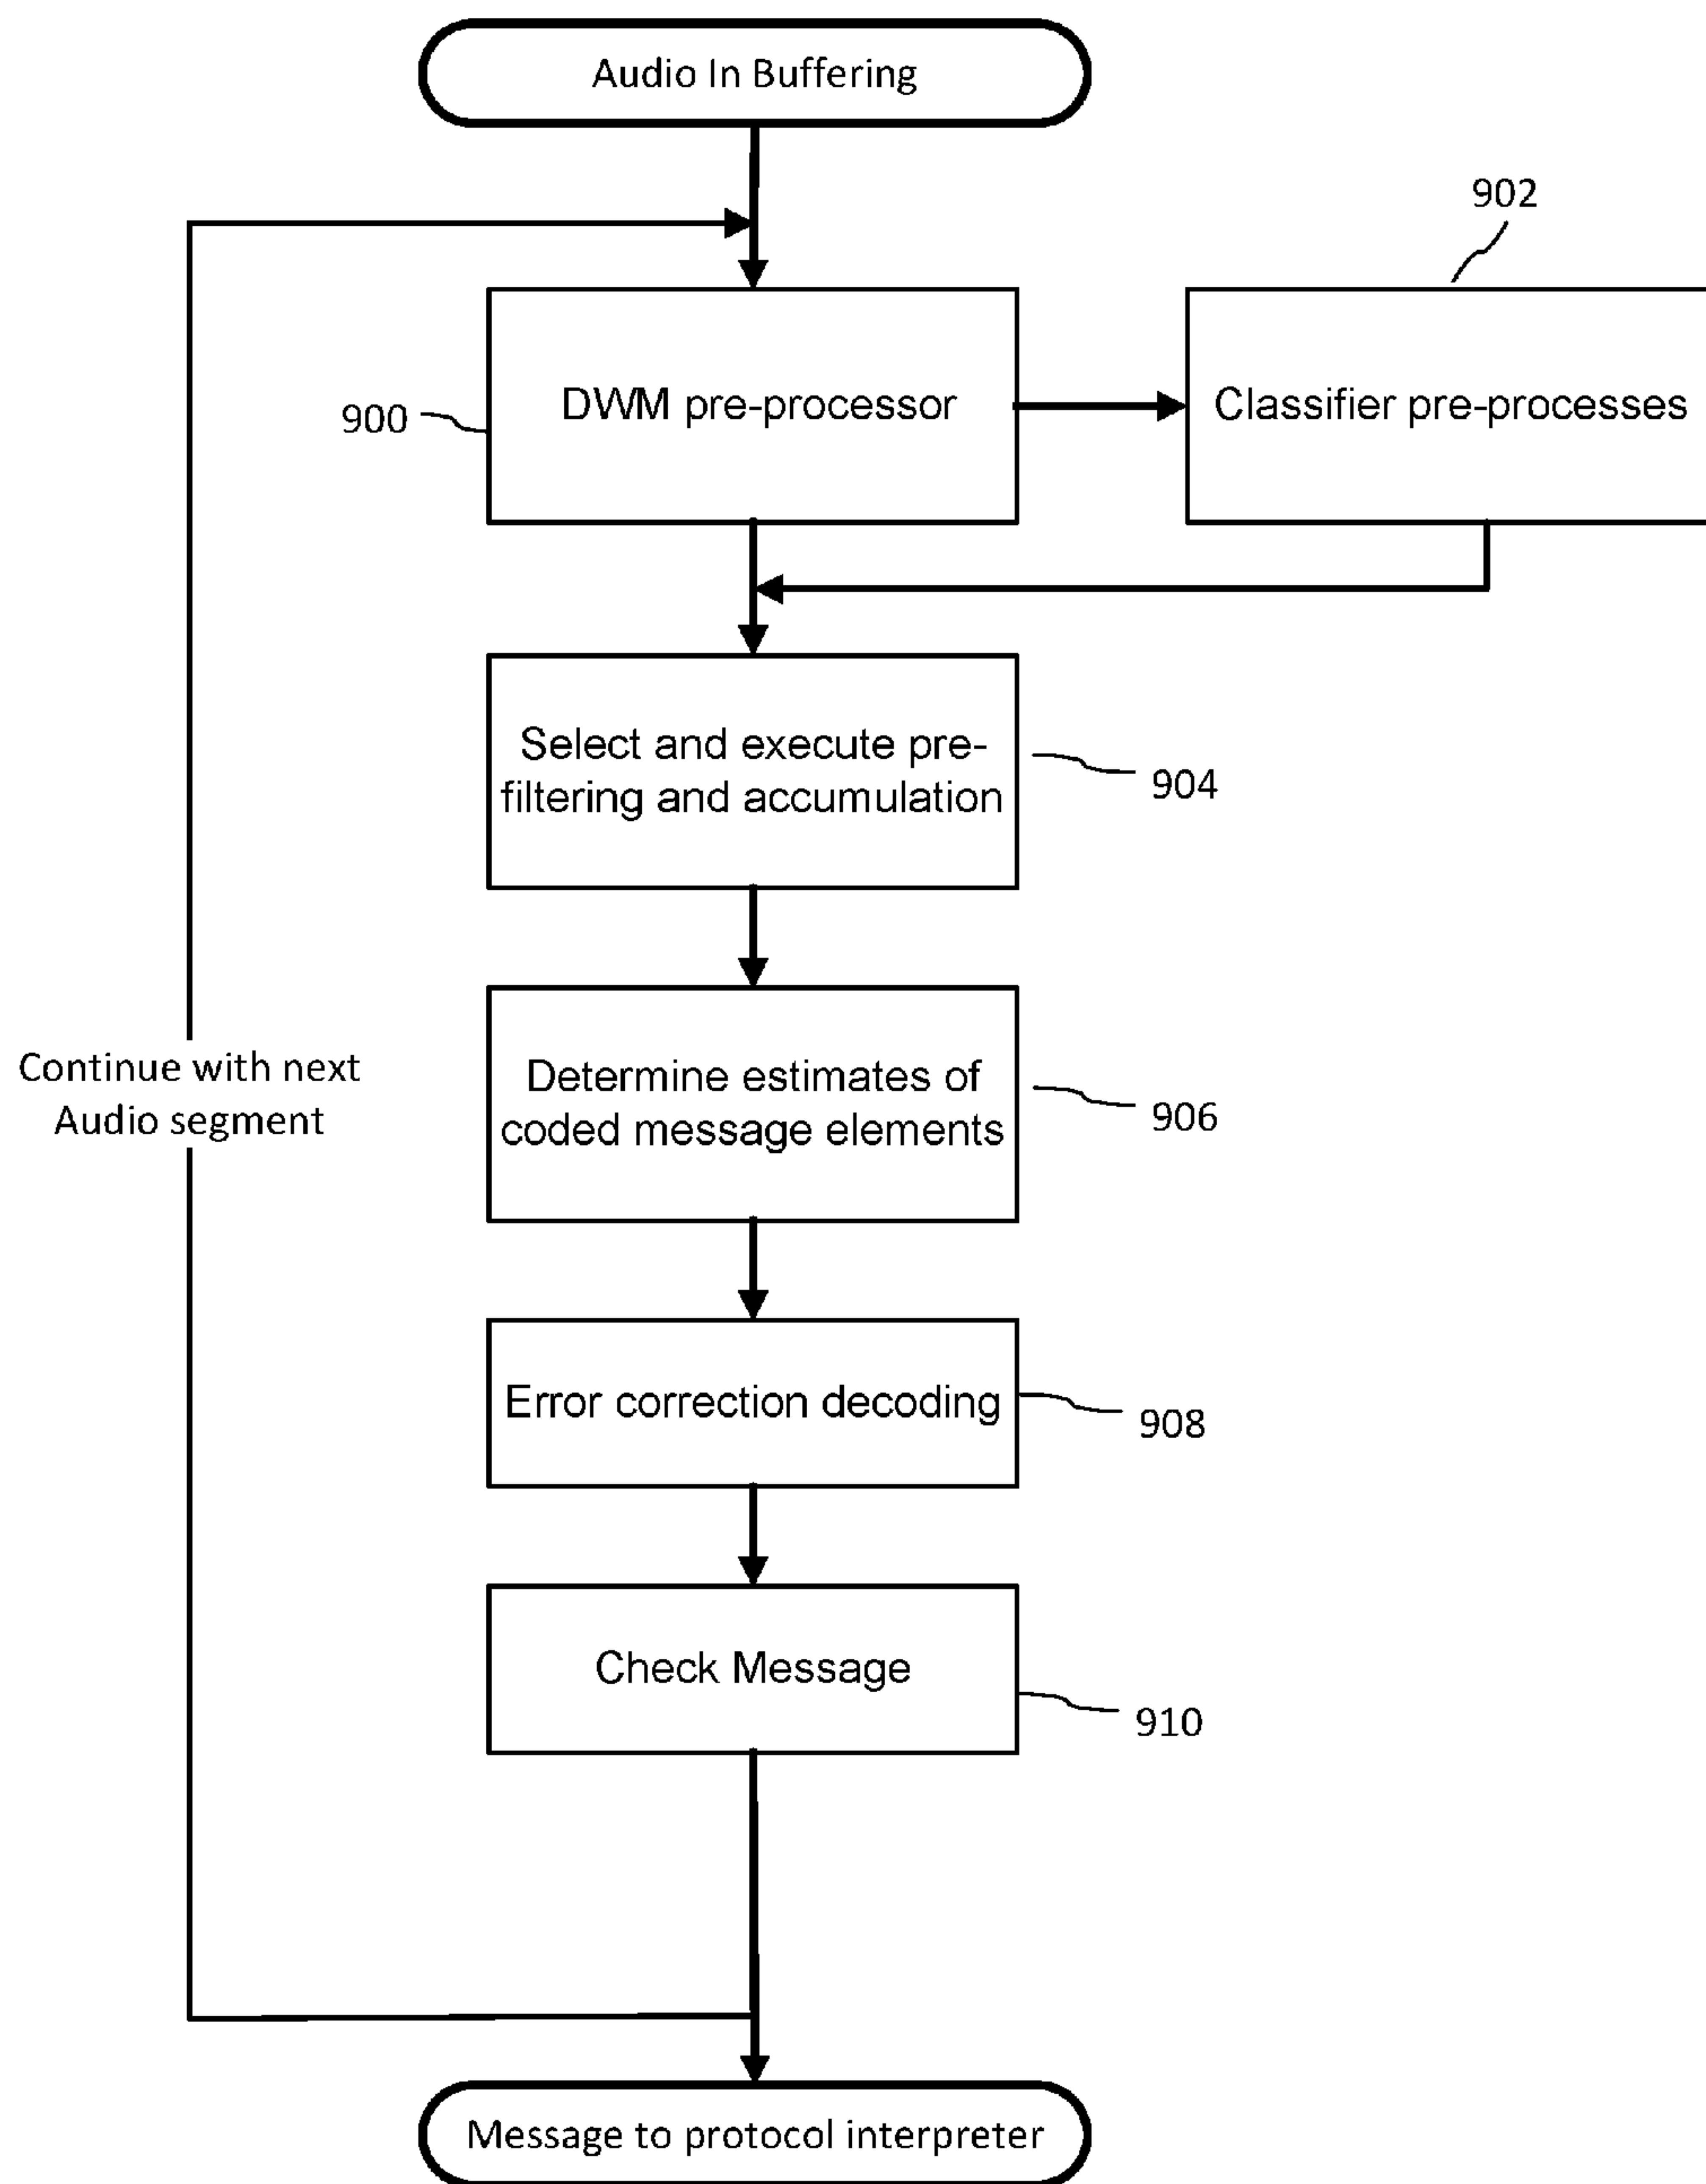 Audio In Buffering
902
DWM pre-processor
Classifier pre-processes
900
Select and execute pre-
filtering and accumulation
904
Continue with next
Audio segment
Determine estimates of
coded message elements
906
Error correction decoding
908
Check Message
910
Message to protocol interpreter